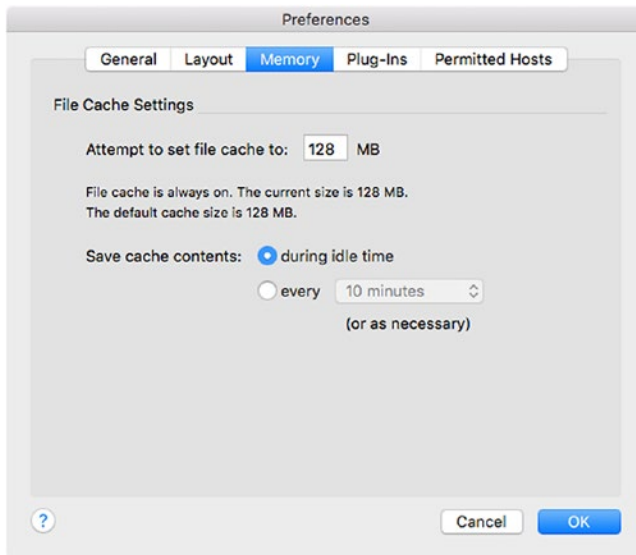 Preferences
General Layout Memory Plug-Ins Permitted Hosts
File Cache Settings
Attempt to set file cache to: 128 MB
File cache is always on. The current size is 128 MB.
The default cache size is 128 MB.
Save cache contents: during idle time
every 10 minutes
(or as necessary)
? Cancel OK